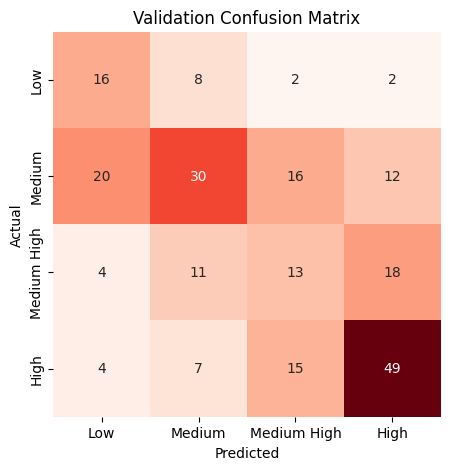 Validation Confusion Matrix
Actual
Low
16 8 2 2
Medium
20 30 16 12
Medium High
4 11 13 18
High
4 7 15 49
Low Medium Medium High High
Predicted